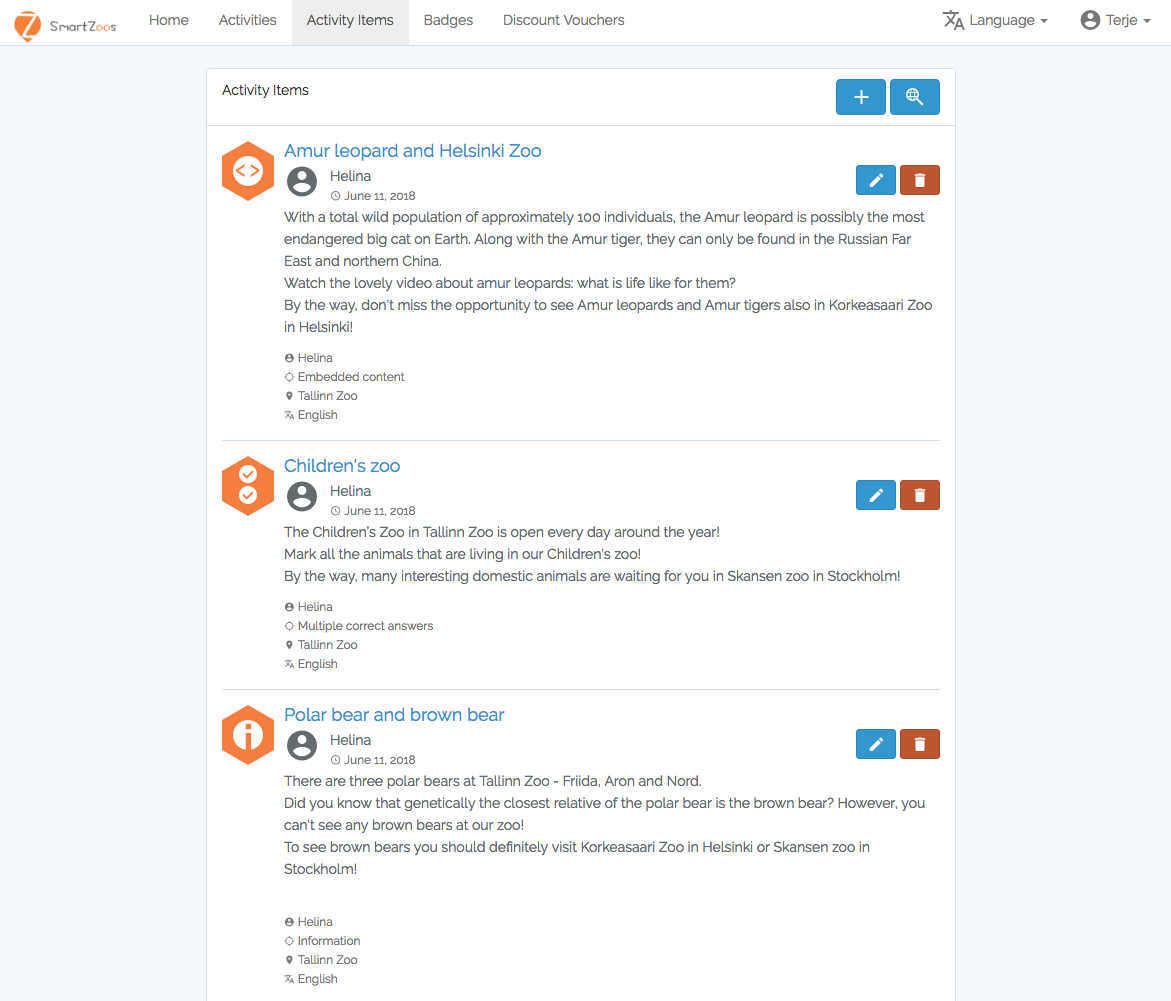 SmartZoos
Home
Activities
Activity Items
Badges
Discount Vouchers
Language
Terje
Activity Items
Amur leopard and Helsinki Zoo
Helina
June 11, 2018
With a total wild population of approximately 100 individuals, the Amur leopard is possibly the most
endangered big cat on Earth. Along with the Amur tiger, they can only be found in the Russian Far
East and northern China.
Watch the lovely video about amur leopards: what is life like for them?
By the way, don't miss the opportunity to see Amur leopards and Amur tigers also in Korkeasaari Zoo
in Helsinki!
Helina
Embedded content
Tallinn Zoo
English
Children's zoo
Helina
June 11, 2018
The Children's Zoo in Tallinn Zoo is open every day around the year!
Mark all the animals that are living in our Children's zoo!
By the way, many interesting domestic animals are waiting for you in Skansen zoo in Stockholm!
Helina
Multiple correct answers
Tallinn Zoo
English
Polar bear and brown bear
Helina
June 11, 2018
There are three polar bears at Tallinn Zoo - Friida, Aron and Nord.
Did you know that genetically the closest relative of the polar bear is the brown bear? However, you
can't see any brown bears at our zoo!
To see brown bears you should definitely visit Korkeasaari Zoo in Helsinki or Skansen zoo in
Stockholm!
Helina
Information
Tallinn Zoo
English